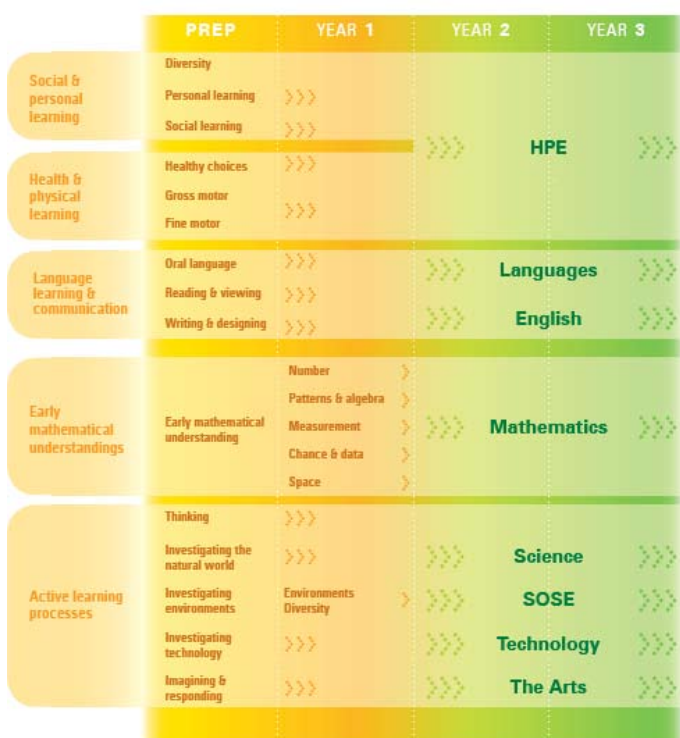 PREP YEAR 1 YEAR 2 YEAR 3
Social &
personal
learning
Diversity
Personal learning
Social learning
HPE
Health &
physical
learning
Healthy choices
Gross motor
Fine motor
Language
learning &
communication
Oral language
Reading & viewing
Writing & designing
Languages
English
Early
mathematical
understandings
Early mathematical
understanding
Number
Patterns & algebra
Measurement
Chance & data
Space
Mathematics
Active learning
processes
Thinking
Investigating the
natural world
Science
Investigating
environments
Environments
Diversity
SOSE
Investigating
technology
Technology
Imagining &
responding
The Arts